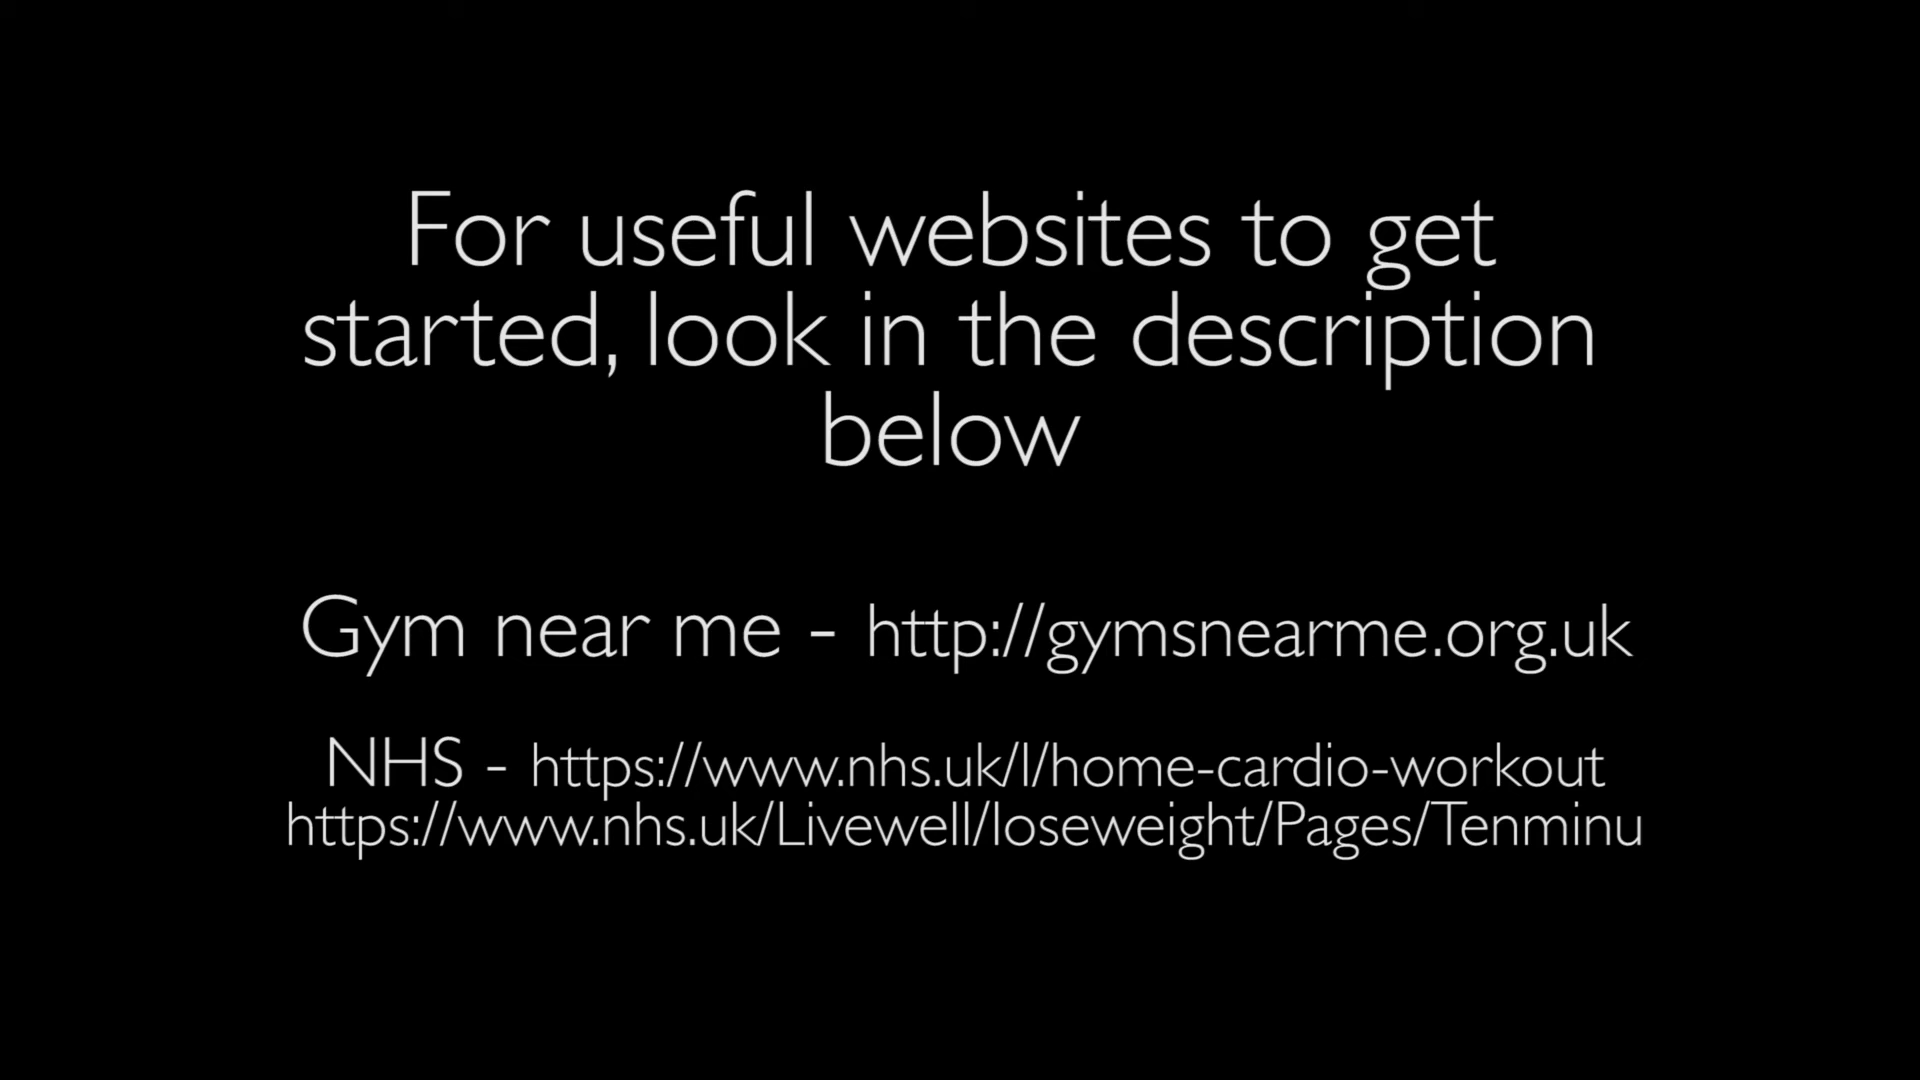 For useful websites to get
started, look in the description
below
Gym near me - http://gymsnearme.org.uk
NHS - https://www.nhs.uk/l/home-cardio-workout
https://www.nhs.uk/Livewell/loseweight/Pages/Tenminu